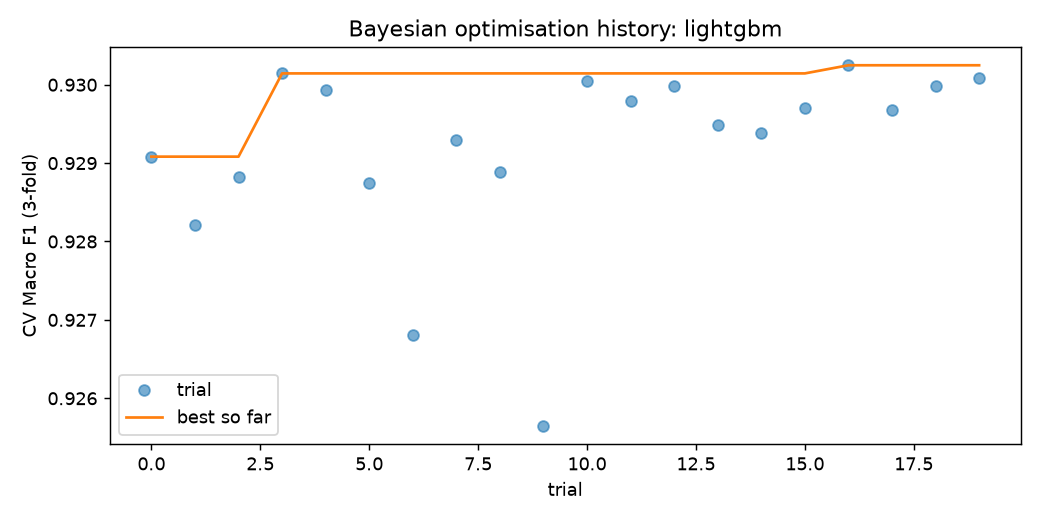 Bayesian optimisation history: lightgbm
CV Macro F1 (3-fold)
0.930
0.929
0.928
0.927
0.926
trial
best so far
0.0 2.5 5.0 7.5 10.0 12.5 15.0 17.5
trial